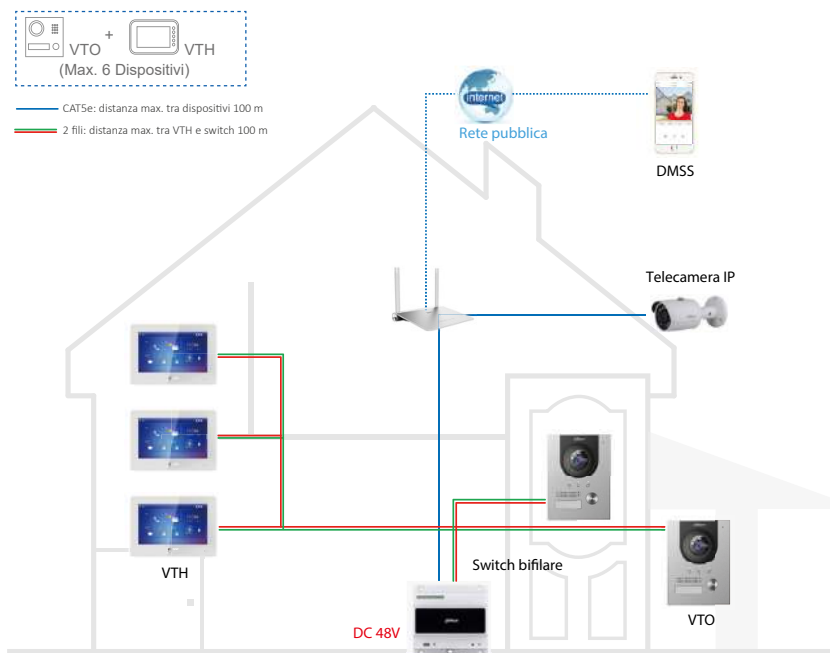 VTO + VTH
(Max. 6 Dispositivi)
CAT5e: distanza max. tra dispositivi 100 m
2 fili: distanza max. tra VTH e switch 100 m
internet
Rete pubblica
DMSS
Telecamera IP
VTH
Switch bifilare
DC 48V
VTO